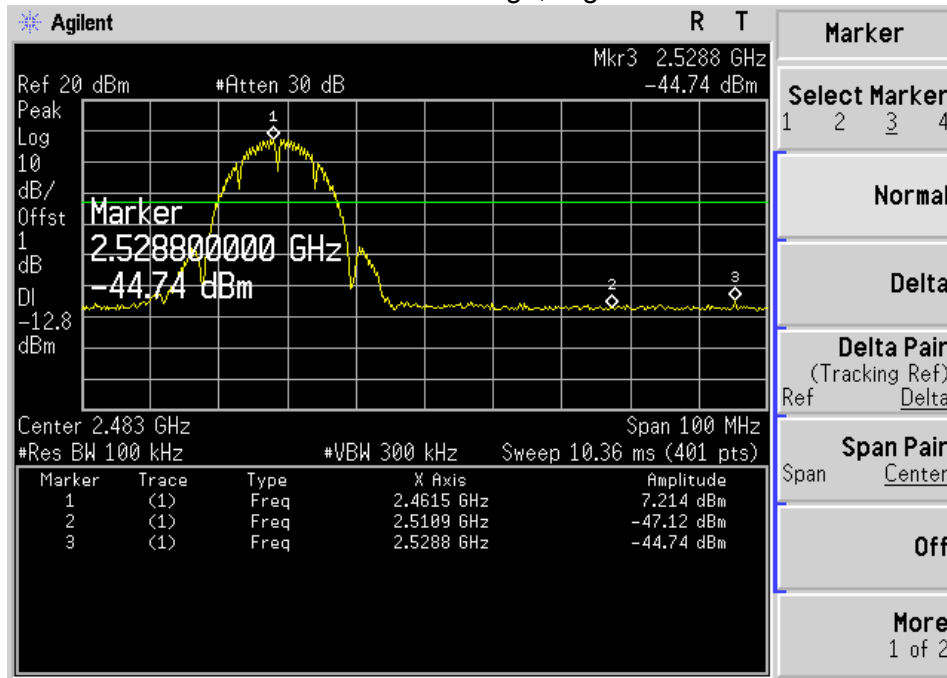 Agilent
R T
Mkr3 2.5288 GHz
Ref 20 dBm #Atten 30 dB -44.74 dBm
Peak
Log
10
dB/
Offst
1
dB
DI
-12.8
dBm
1
2
3
Marker
2.528800000 GHz
-44.74 dBm
Center 2.483 GHz Span 100 MHz
#Res BW 100 kHz #VBW 300 kHz Sweep 10.36 ms (401 pts)
Marker Trace Type X Axis Amplitude
1 (1) Freq 2.4615 GHz 7.214 dBm
2 (1) Freq 2.5109 GHz -47.12 dBm
3 (1) Freq 2.5288 GHz -44.74 dBm
Marker
Select Marker
1 2 3 4
Normal
Delta
Delta Pair
(Tracking Ref)
Ref Delta
Span Pair
Span Center
Off
More
1 of 2